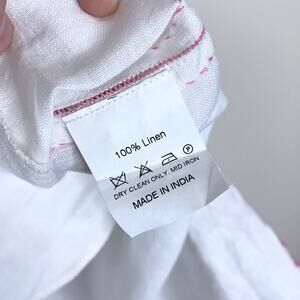 100% Linen
P
DRY CLEAN ONLY, MID IRON
MADE IN INDIA